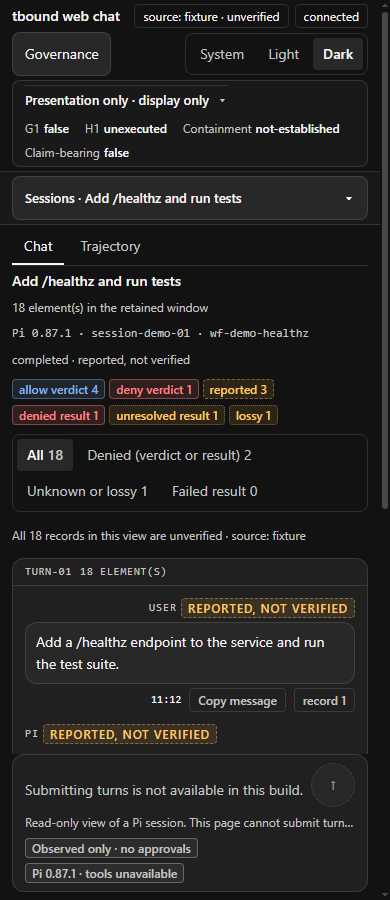 tbound web chat source: fixture · unverified connected
Governance System Light Dark
Presentation only · display only
G1 false H1 unexecuted Containment not-established
Claim-bearing false
Sessions · Add /healthz and run tests
Chat Trajectory
Add /healthz and run tests
18 element(s) in the retained window
Pi 0.87.1 · session-demo-01 · wf-demo-healthz
completed · reported, not verified
allow verdict 4 deny verdict 1 reported 3
denied result 1 unresolved result 1 lossy 1
All 18 Denied (verdict or result) 2
Unknown or lossy 1 Failed result 0
All 18 records in this view are unverified · source: fixture
TURN-01 18 ELEMENT(S)
USER REPORTED, NOT VERIFIED
Add a /healthz endpoint to the service and run
the test suite.
11:12 Copy message record 1
PI REPORTED, NOT VERIFIED
Submitting turns is not available in this build. ↑
Read-only view of a Pi session. This page cannot submit turn...
Observed only · no approvals
Pi 0.87.1 · tools unavailable